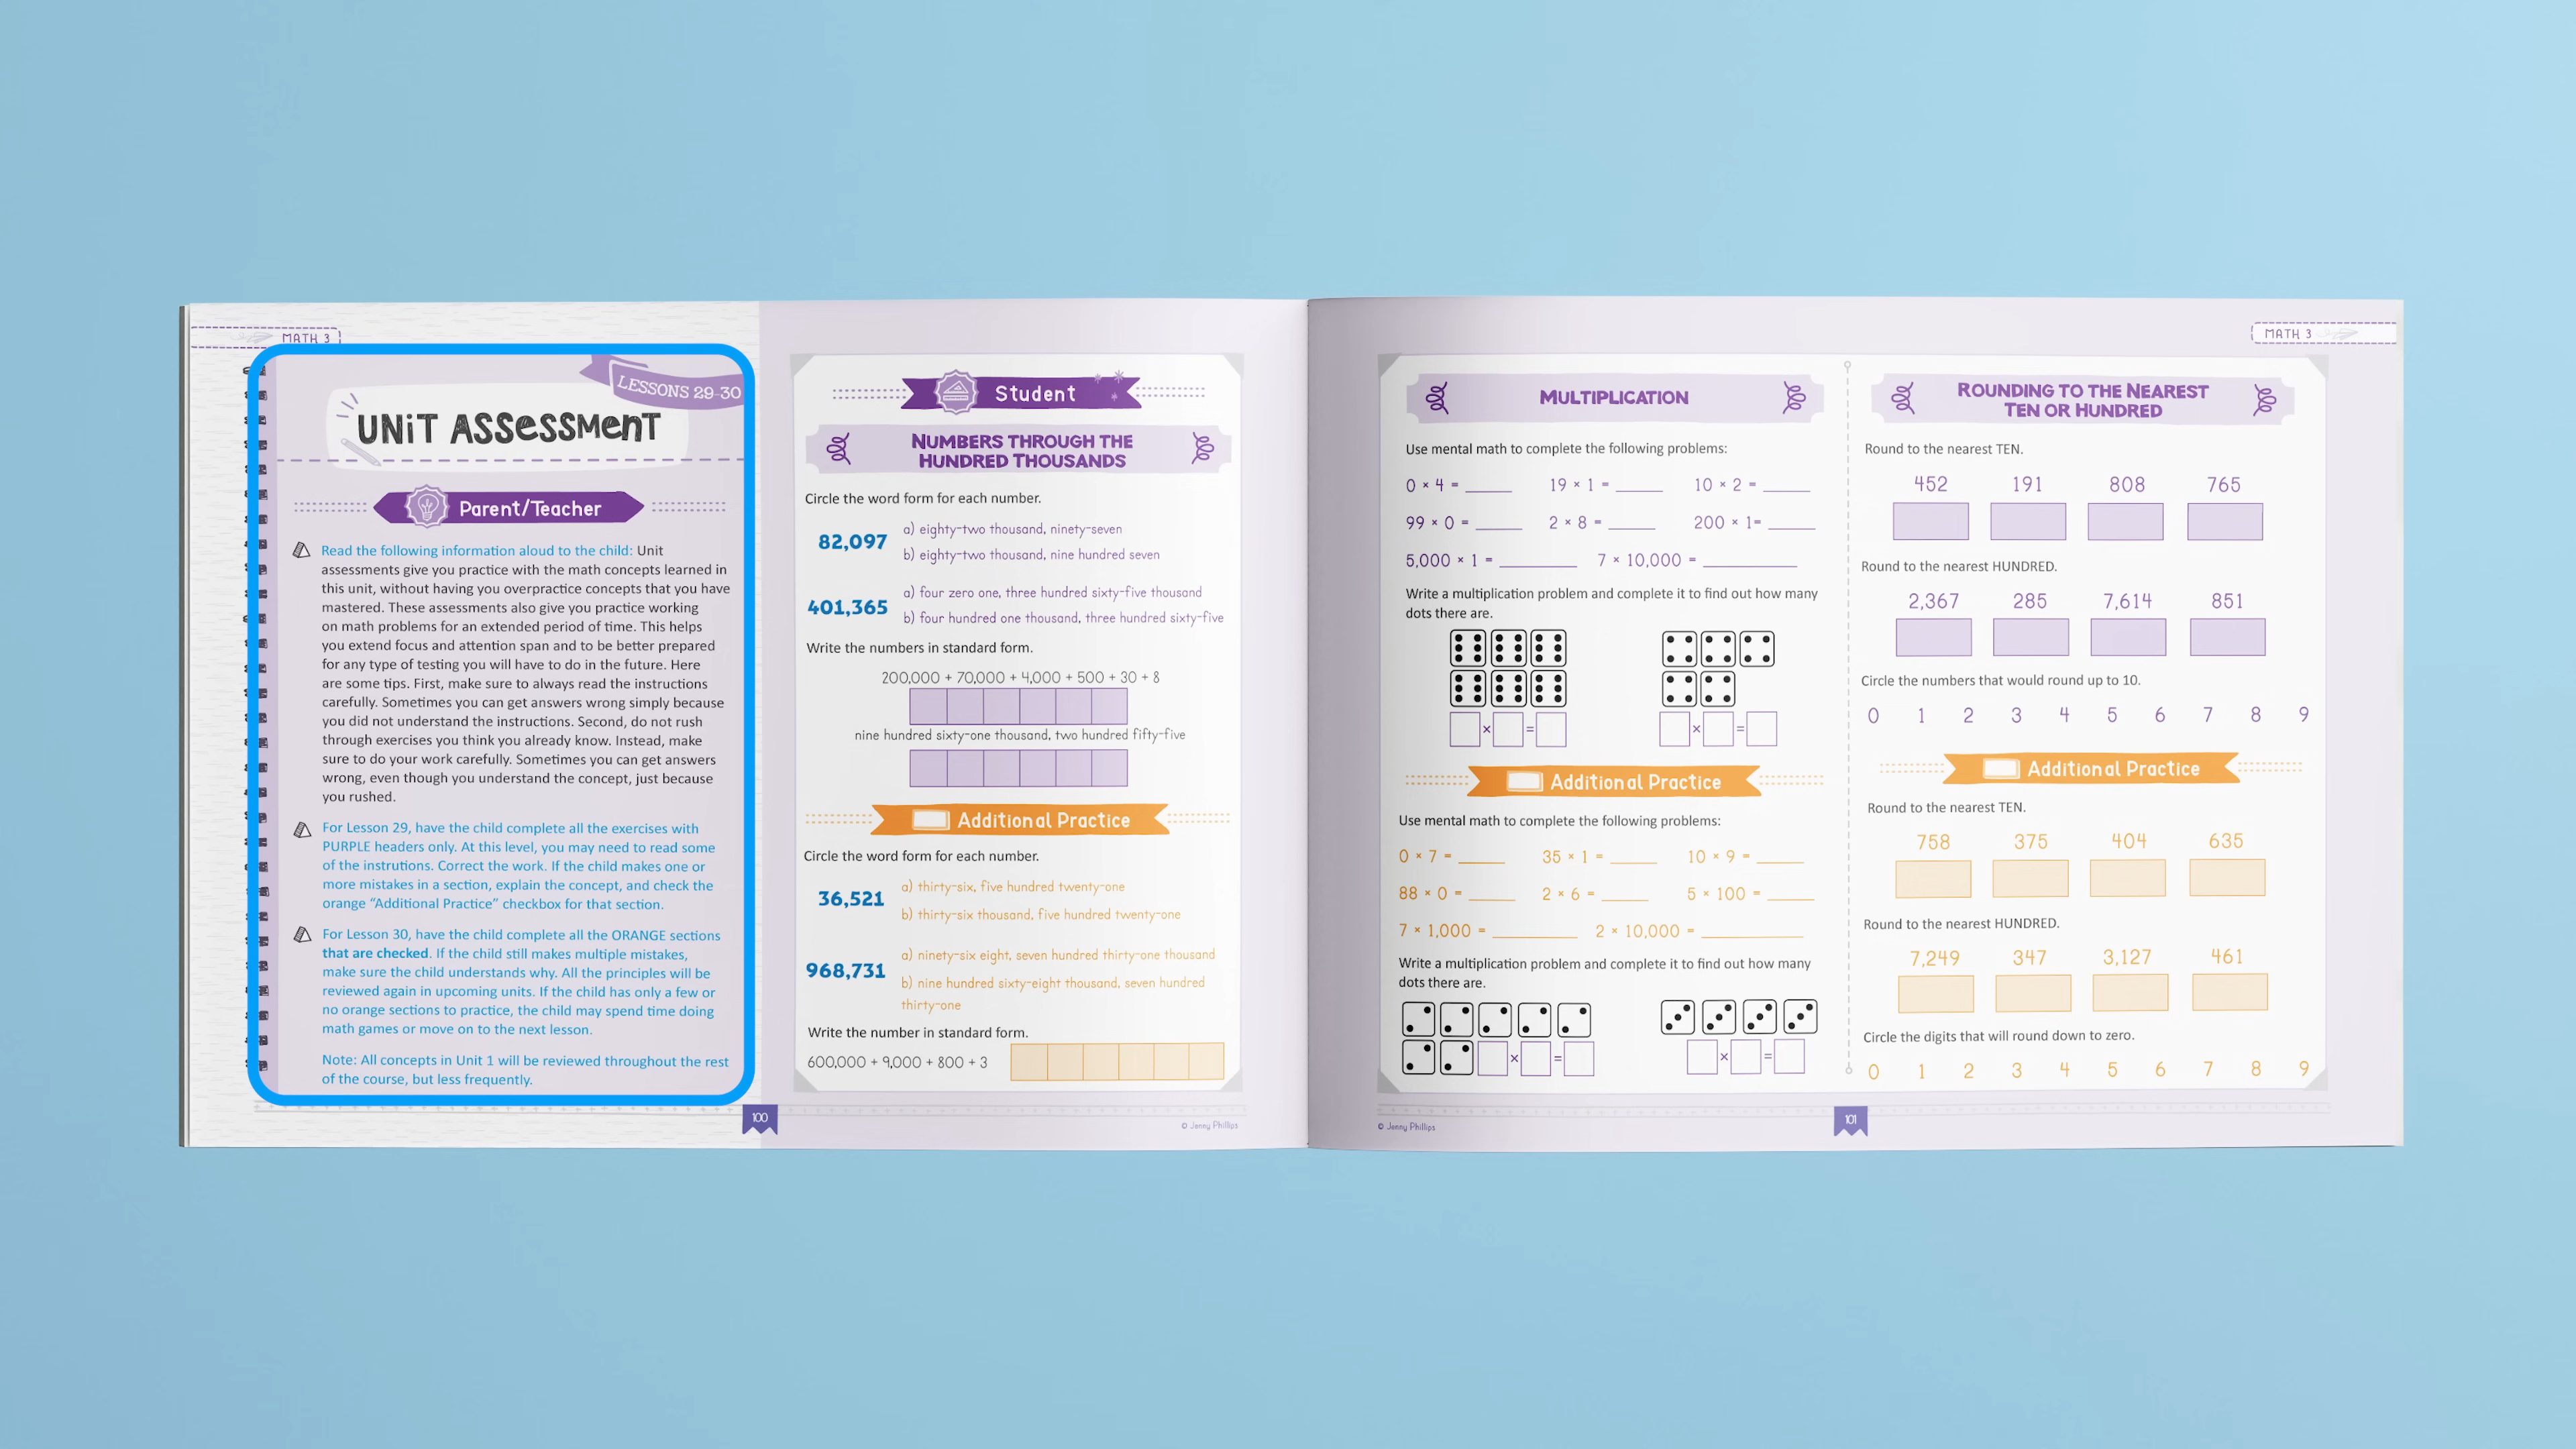 MATH 3
LESSONS 29-30
UNIT ASSESSMENT
Parent/Teacher
Read the following information aloud to the child: Unit
assessments give you practice with the math concepts learned in
this unit, without having you overpractice concepts that you have
mastered. These assessments also give you practice working
on math problems for an extended period of time. This helps
you extend focus and attention span and to be better prepared
for any type of testing you will have to do in the future. Here
are some tips. First, make sure to always read the instructions
carefully. Sometimes you can get answers wrong simply because
you did not understand the instructions. Second, do not rush
through exercises you think you already know. Instead, make
sure to do your work carefully. Sometimes you can get answers
wrong, even though you understand the concept, just because
you rushed.
For Lesson 29, have the child complete all the exercises with
PURPLE headers only. At this level, you may need to read some
of the instrutions. Correct the work. If the child makes one or
more mistakes in a section, explain the concept, and check the
orange “Additional Practice” checkbox for that section.
For Lesson 30, have the child complete all the ORANGE sections
that are checked. If the child still makes multiple mistakes,
make sure the child understands why. All the principles will be
reviewed again in upcoming units. If the child has only a few or
no orange sections to practice, the child may spend time doing
math games or move on to the next lesson.
Note: All concepts in Unit 1 will be reviewed throughout the rest
of the course, but less frequently.
100
Student
NUMBERS THROUGH THE
HUNDRED THOUSANDS
Circle the word form for each number.
82,097
a) eighty-two thousand, ninety-seven
b) eighty-two thousand, nine hundred seven
401,365
a) four zero one, three hundred sixty-five thousand
b) four hundred one thousand, three hundred sixty-five
Write the numbers in standard form.
200,000 + 70,000 + 4,000 + 500 + 30 + 8
nine hundred sixty-one thousand, two hundred fifty-five
Additional Practice
Circle the word form for each number.
36,521
a) thirty-six, five hundred twenty-one
b) thirty-six thousand, five hundred twenty-one
968,731
a) ninety-six eight, seven hundred thirty-one thousand
b) nine hundred sixty-eight thousand, seven hundred
thirty-one
Write the number in standard form.
600,000 + 9,000 + 800 + 3
© Jenny Phillips
MULTIPLICATION
Use mental math to complete the following problems:
0 × 4 = ____ 19 × 1 = ____ 10 × 2 = ____
99 × 0 = ____ 2 × 8 = ____ 200 × 1= ____
5,000 × 1 = ____ 7 × 10,000 = ____
Write a multiplication problem and complete it to find out how many
dots there are.
× = × =
Additional Practice
Use mental math to complete the following problems:
0 × 7 = ____ 35 × 1 = ____ 10 × 9 = ____
88 × 0 = ____ 2 × 6 = ____ 5 × 100 = ____
7 × 1,000 = ____ 2 × 10,000 = ____
Write a multiplication problem and complete it to find out how many
dots there are.
× = × =
© Jenny Phillips
101
MATH 3
ROUNDING TO THE NEAREST
TEN OR HUNDRED
Round to the nearest TEN.
452 191 808 765
Round to the nearest HUNDRED.
2,367 285 7,614 851
Circle the numbers that would round up to 10.
0 1 2 3 4 5 6 7 8 9
Additional Practice
Round to the nearest TEN.
758 375 404 635
Round to the nearest HUNDRED.
7,249 347 3,127 461
Circle the digits that will round down to zero.
0 1 2 3 4 5 6 7 8 9